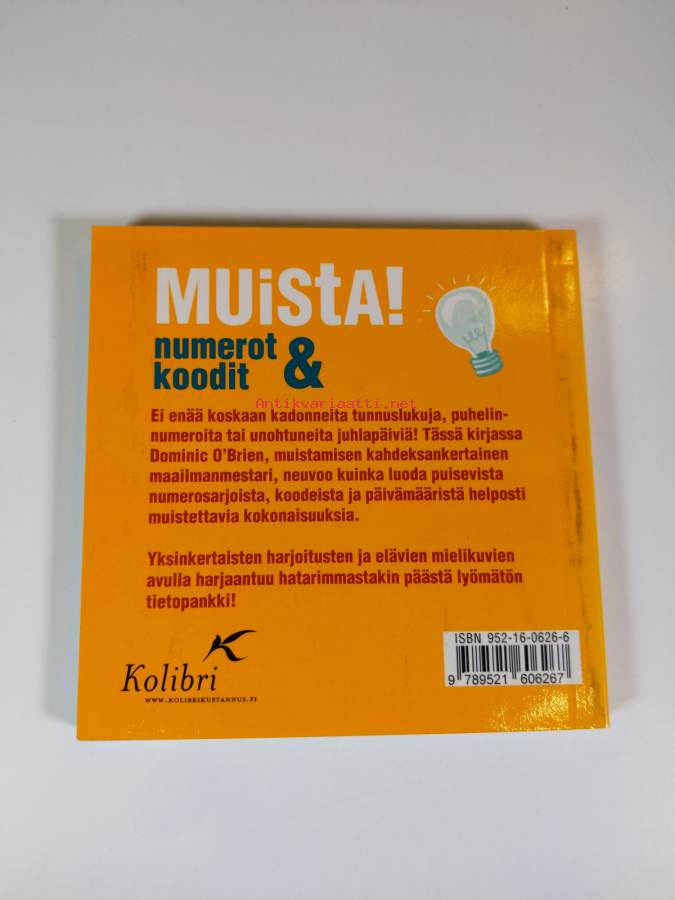 MUiStA!
numerot &
koodit
Antikvariaatti.net
Ei enää koskaan kadonneita tunnuslukuja, puhelin-
numeroita tai unohtuneita juhlapäiviä! Tässä kirjassa
Dominic O'Brien, muistamisen kahdeksankertainen
maailmanmestari, neuvoo kuinka luoda puisevista
numerosarjoista, koodeista ja päivämääristä helposti
muistettavia kokonaisuuksia.
Yksinkertaisten harjoitusten ja elävien mielikuvien
avulla harjaantuu hatarimmastakin päästä lyömätön
tietopankki!
Kolibri
WWW.KOLIBRIKUSTANNUS.FI
ISBN 952-16-0626-6
9 789521 606267